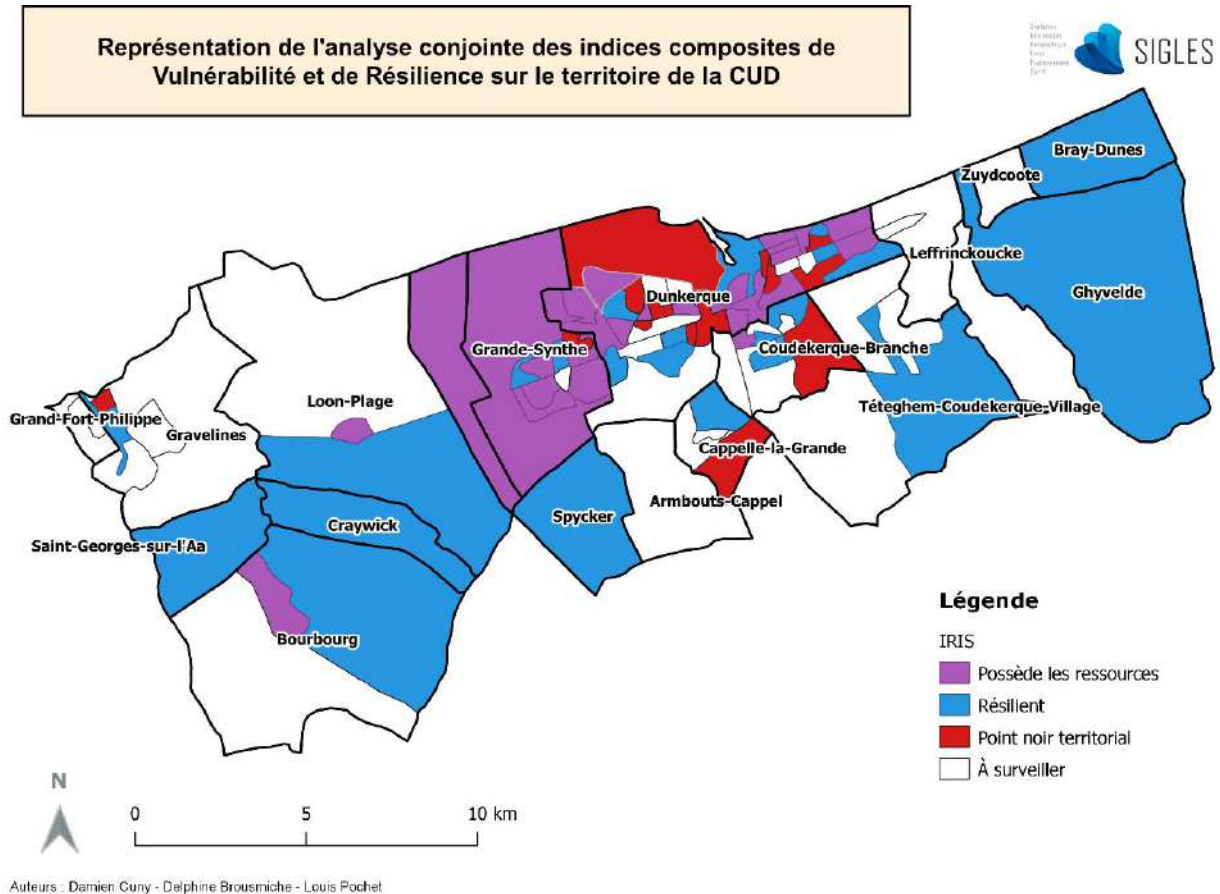 Représentation de l'analyse conjointe des indices composites de
Vulnérabilité et de Résilience sur le territoire de la CUD
SIGLES
Bray-Dunes
Zuydcoote
Leffrinckoucke
Ghyvelde
Dunkerque
Grande-Synthe
Coudekerque-Branche
Loon-Plage
Téteghem-Coudekerque-Village
Grand-Fort-Philippe
Gravelines
Cappelle-la-Grande
Armbouts-Cappel
Spycker
Craywick
Saint-Georges-sur-l'Aa
Bourbourg
Légende
IRIS
Possède les ressources
Résilient
Point noir territorial
À surveiller
N
0 5 10 km
Auteurs : Damien Cuny - Delphine Brousmiche - Louis Pochet